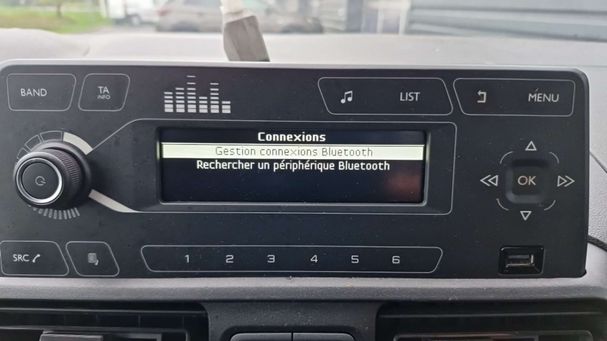 BAND
TA
INFO
LIST
MENU
Connexions
Gestion connexions Bluetooth
Rechercher un périphérique Bluetooth
OK
SRC
1 2 3 4 5 6